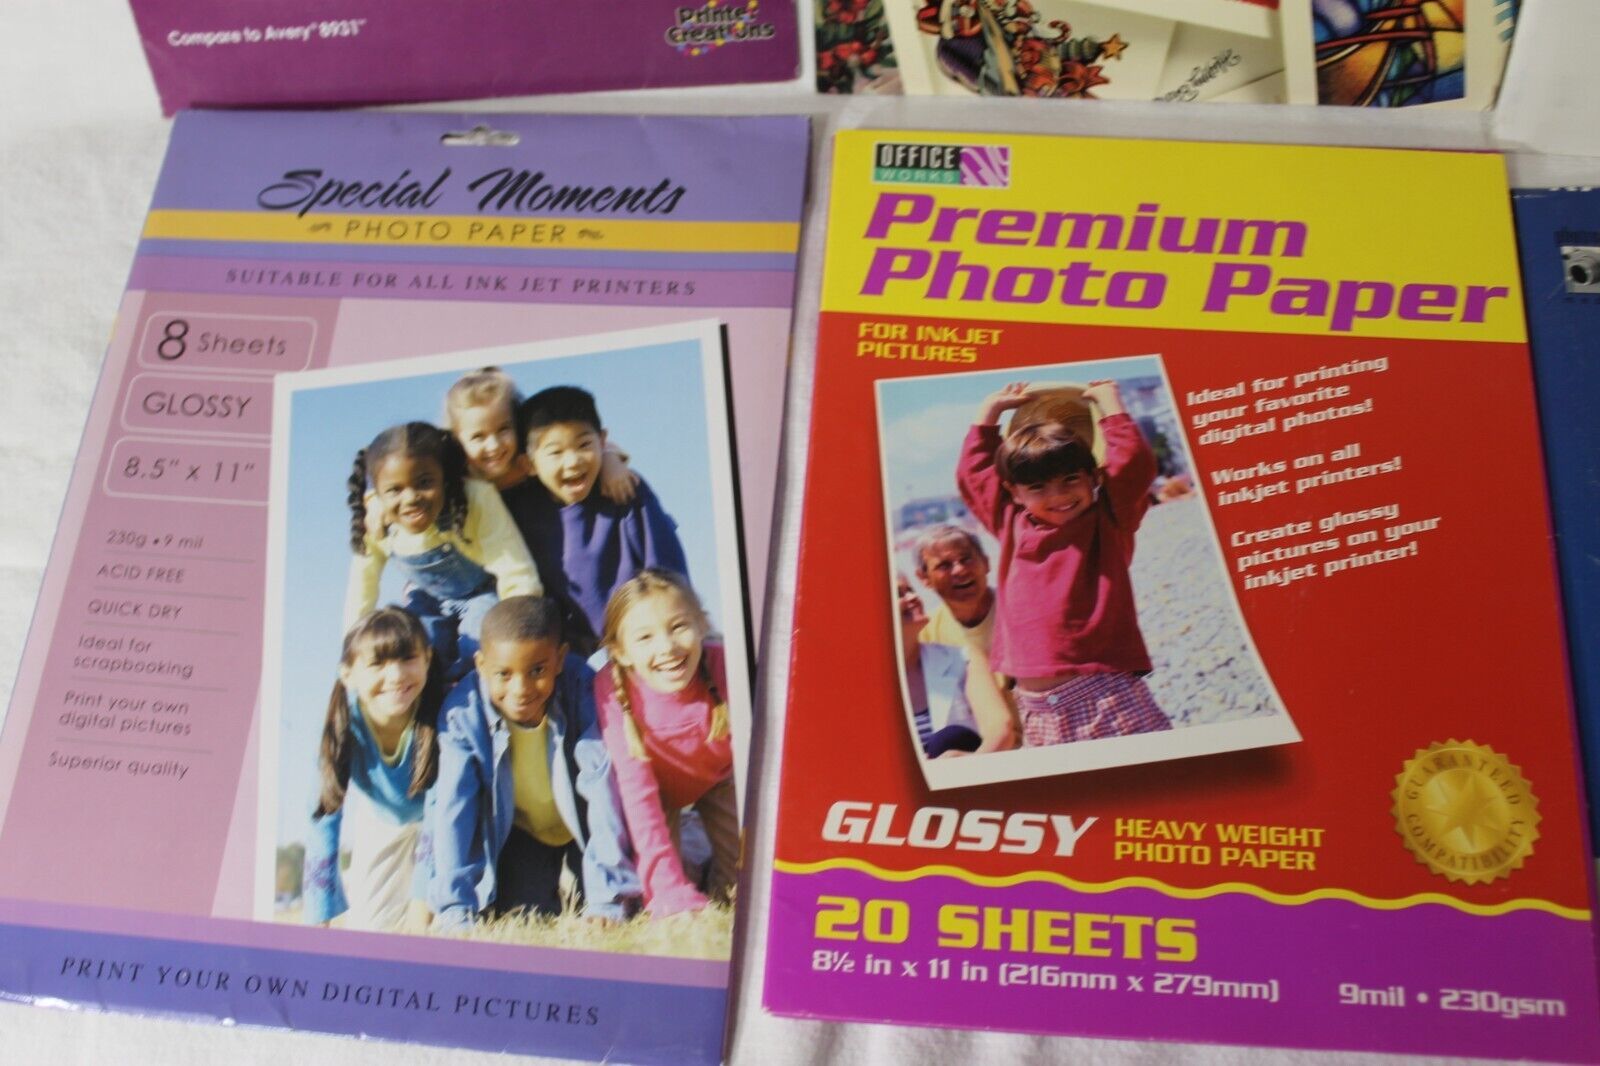 Compare to Avery® 8931™
Printer
Creations
Special Moments
PHOTO PAPER
SUITABLE FOR ALL INK JET PRINTERS
8 Sheets
GLOSSY
8.5" x 11"
230g • 9 mil
ACID FREE
QUICK DRY
Ideal for
scrapbooking
Print your own
digital pictures
Superior quality
PRINT YOUR OWN DIGITAL PICTURES
OFFICE
WORKS
Premium
Photo Paper
FOR INKJET
PICTURES
Ideal for printing
your favorite
digital photos!
Works on all
inkjet printers!
Create glossy
pictures on your
inkjet printer!
GLOSSY
HEAVY WEIGHT
PHOTO PAPER
GUARANTEED
COMPATIBILITY
20 SHEETS
8½ in x 11 in (216mm x 279mm)
9mil • 230gsm